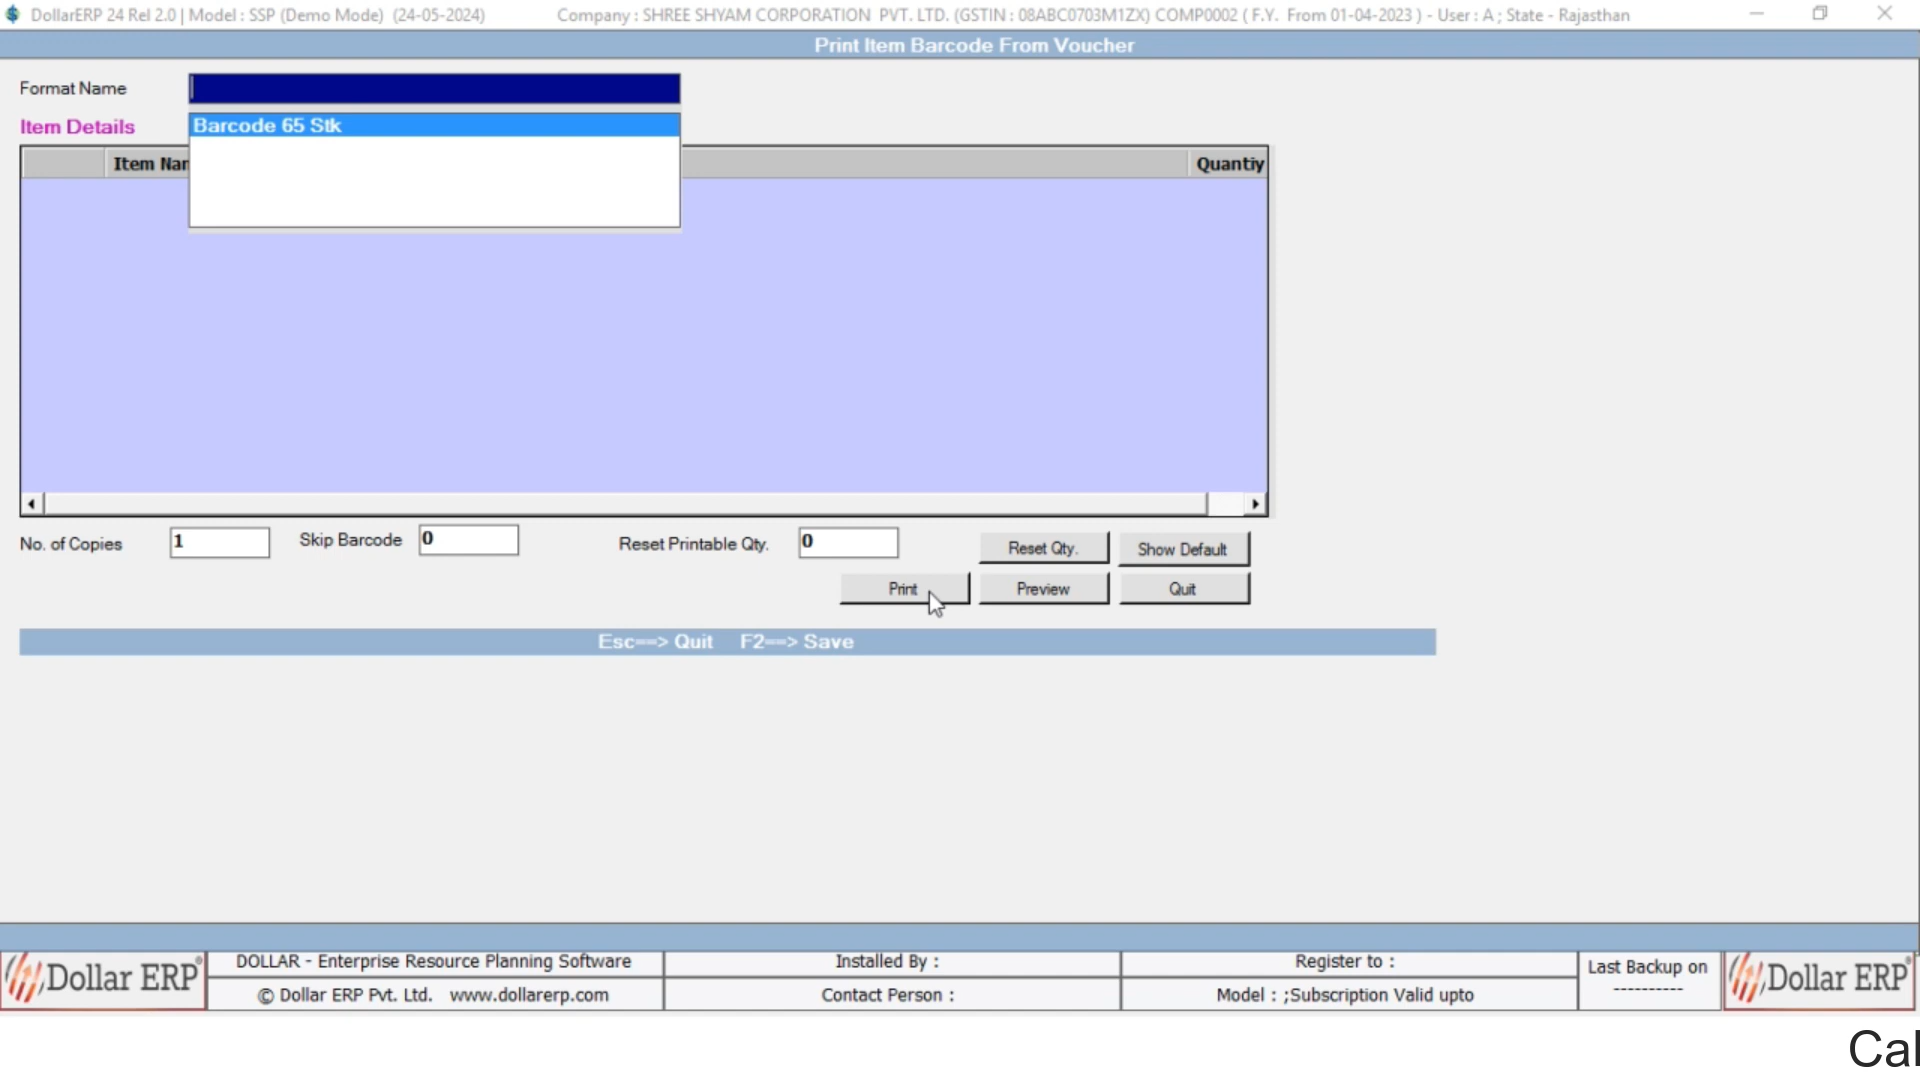 DollarERP 24 Rel 2.0 | Model : SSP (Demo Mode) (24-05-2024) Company : SHREE SHYAM CORPORATION PVT. LTD. (GSTIN : 08ABC0703M1ZX) COMP0002 ( F.Y. From 01-04-2023 ) - User : A ; State - Rajasthan
Print Item Barcode From Voucher
Format Name
Item Details
Barcode 65 Stk
Item Nar Quantiy
No. of Copies 1 Skip Barcode 0 Reset Printable Qty. 0 Reset Qty. Show Default
Print Preview Quit
Esc==> Quit F2==> Save
Dollar ERP®
DOLLAR - Enterprise Resource Planning Software
© Dollar ERP Pvt. Ltd. www.dollarerp.com
Installed By :
Contact Person :
Register to :
Model : ;Subscription Valid upto
Last Backup on
----------
Dollar ERP®
Cal